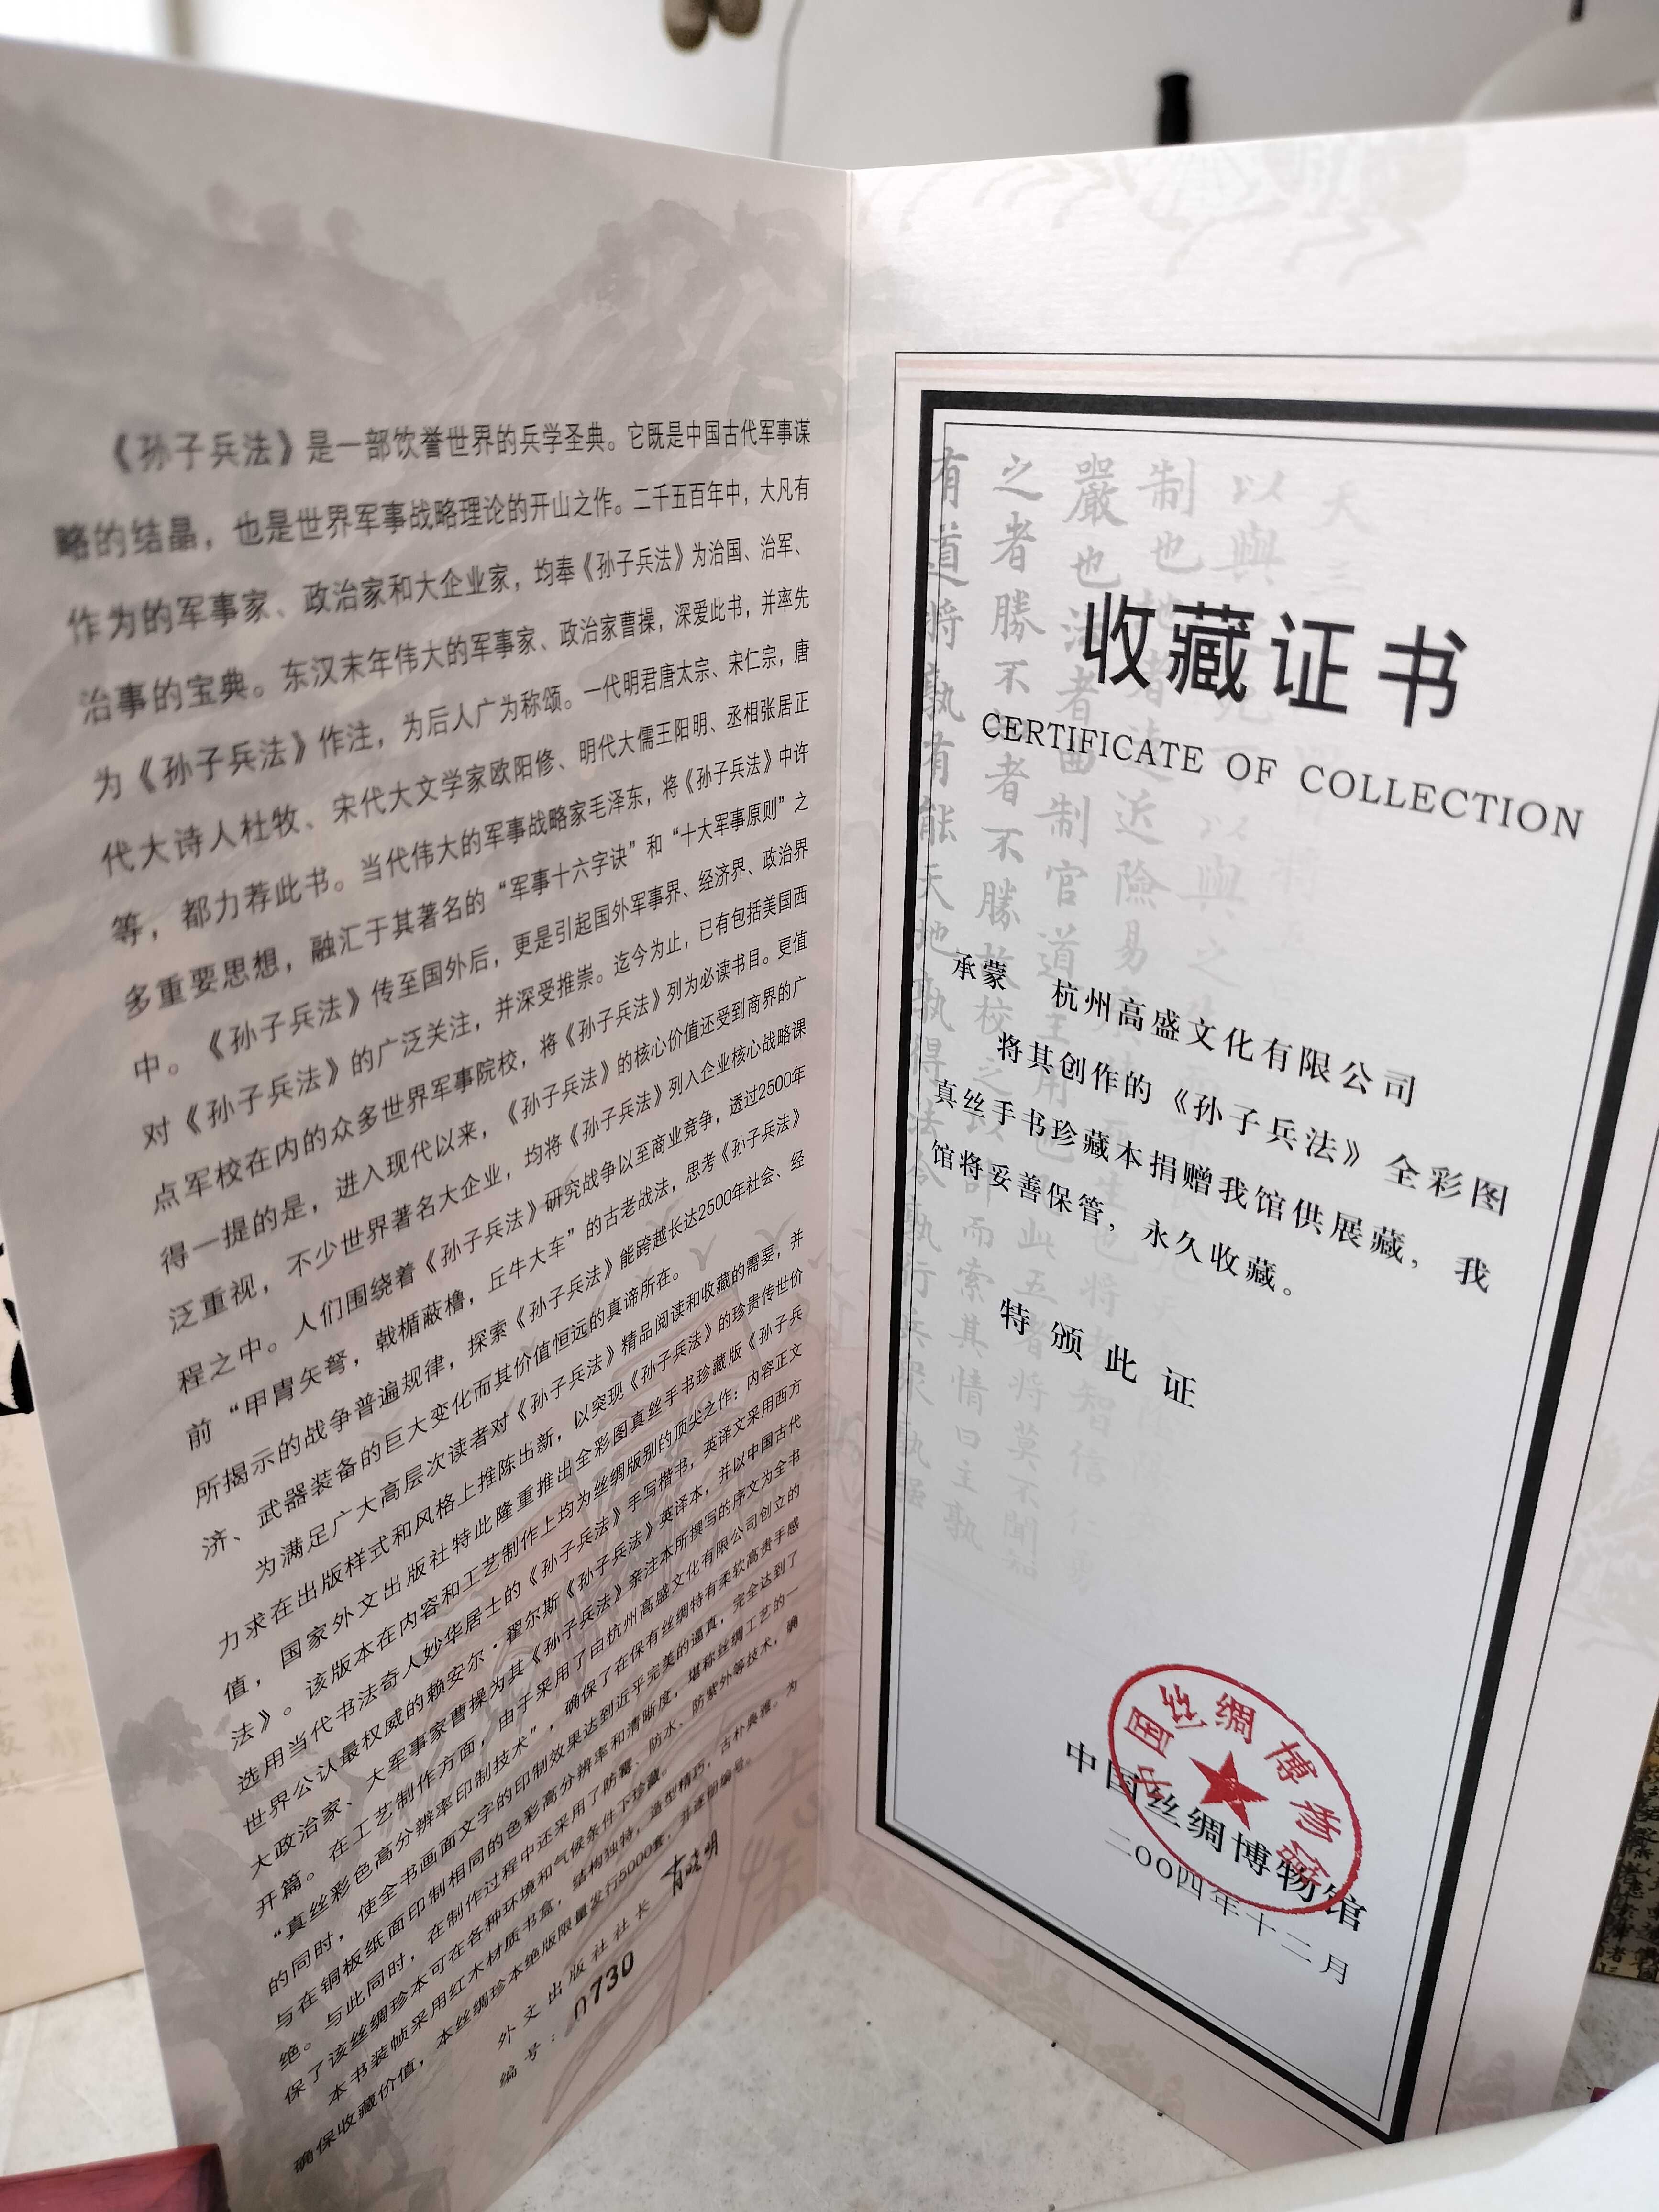 《孙子兵法》是一部饮誉世界的兵学圣典。它既是中国古代军事谋
略的结晶，也是世界军事战略理论的开山之作。二千五百年中，大凡有
作为的军事家、政治家和大企业家，均奉《孙子兵法》为治国、治军、
治事的宝典。东汉末年伟大的军事家、政治家曹操，深爱此书，并率先
为《孙子兵法》作注，为后人广为称颂。一代明君唐太宗、宋仁宗，唐
代大诗人杜牧、宋代大文学家欧阳修、明代大儒王阳明、丞相张居正
等，都力荐此书。当代伟大的军事战略家毛泽东，将《孙子兵法》中许
多重要思想，融汇于其著名的“军事十六字诀”和“十大军事原则”之
中。《孙子兵法》传至国外后，更是引起国外军事界、经济界、政治界
对《孙子兵法》的广泛关注，并深受推崇。迄今为止，已有包括美国西
点军校在内的众多世界军事院校，将《孙子兵法》列为必读书目。更值
得一提的是，进入现代以来，《孙子兵法》的核心价值还受到商界的广
泛重视，不少世界著名大企业，均将《孙子兵法》列入企业核心战略课
程之中。人们围绕着《孙子兵法》研究战争以至商业竞争，透过2500年
前“甲胄矢弩，戟楯蔽橹，丘牛大车”的古老战法，思考《孙子兵法》
所揭示的战争普遍规律，探索《孙子兵法》能跨越长达2500年社会、经
济、武器装备的巨大变化而其价值恒远的真谛所在。
为满足广大高层次读者对《孙子兵法》精品阅读和收藏的需要，并
力求在出版样式和风格上推陈出新，以突现《孙子兵法》的珍贵传世价
值，国家外文出版社特此隆重推出全彩图真丝手书珍藏版《孙子兵
法》。该版本在内容和工艺制作上均为丝绸版别的顶尖之作：内容正文
选用当代书法奇人妙华居士的《孙子兵法》手写楷书，英译文采用西方
世界公认最权威的赖安尔·翟尔斯《孙子兵法》英译本，并以中国古代
大政治家、大军事家曹操为其《孙子兵法》亲注本所撰写的序文为全书
开篇。在工艺制作方面，由于采用了由杭州高盛文化有限公司创立的
“真丝彩色高分辨率印制技术”，确保了在保有丝绸特有柔软高贵手感
的同时，使全书画面文字的印制效果达到近乎完美的逼真，完全达到了
与在铜板纸面印制相同的色彩高分辨率和清晰度，堪称丝绸工艺的一
绝。与此同时，在制作过程中还采用了防霉、防水、防紫外等技术，确
保了该丝绸珍本可在各种环境和气候条件下珍藏。
本书装帧采用红木材质书盒，结构独特，造型精巧，古朴典雅。为
确保收藏价值，本丝绸珍本绝版限量发行5000套，并逐册编号。
外文出版社社长
编号：0730
收藏证书
CERTIFICATE OF COLLECTION
承蒙 杭州高盛文化有限公司
将其创作的《孙子兵法》全彩图
真丝手书珍藏本捐赠我馆供展藏，我
馆将妥善保管，永久收藏。
特颁此证
中国丝绸博物馆
二〇〇四年十二月
中国丝绸博物馆